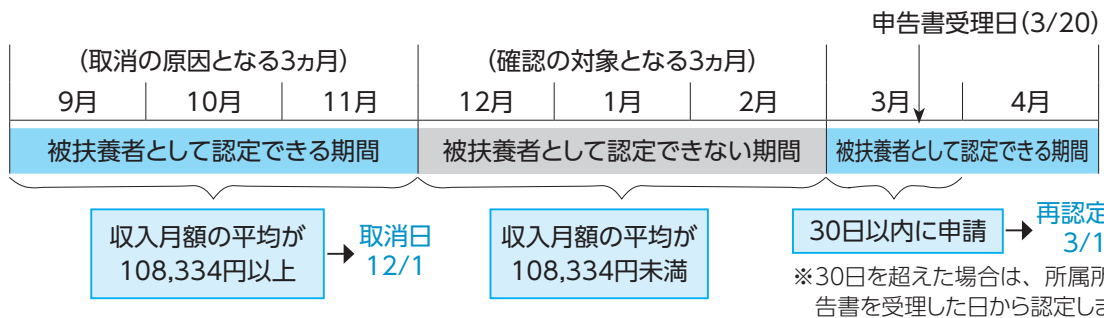 申告書受理日(3/20)
(取消の原因となる3ヵ月)
(確認の対象となる3ヵ月)
9月 10月 11月 12月 1月 2月 3月 4月
被扶養者として認定できる期間
被扶養者として認定できない期間
被扶養者として認定できる期間
収入月額の平均が
108,334円以上
取消日
12/1
収入月額の平均が
108,334円未満
30日以内に申請
再認定
3/1
※30日を超えた場合は、所属所
告書を受理した日から認定しま